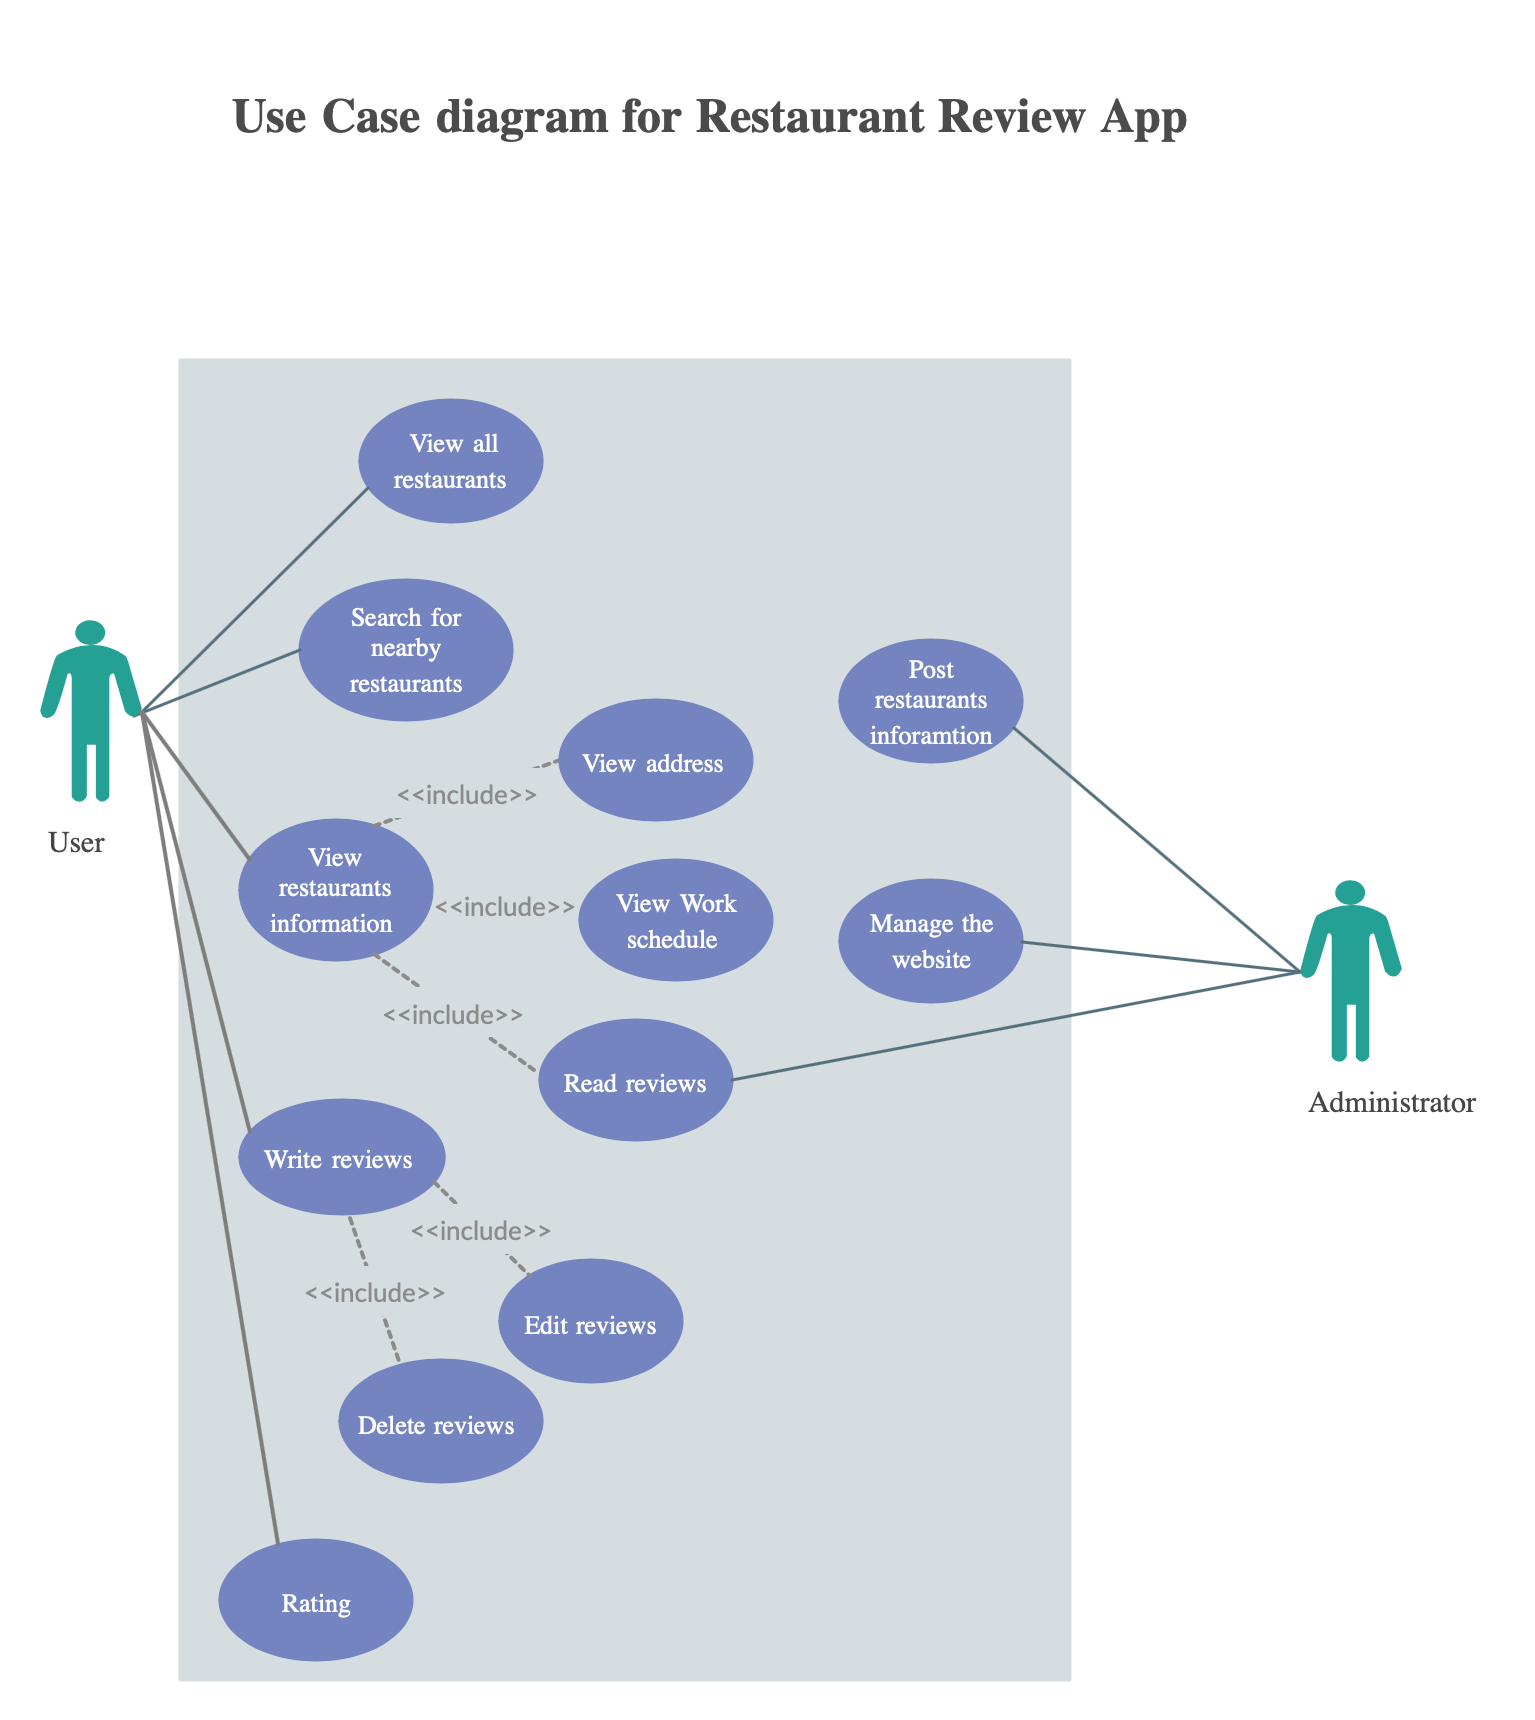 Use Case diagram for Restaurant Review App
View all
restaurants
Search for
nearby
restaurants
Post
restaurants
inforamtion
View address
<<include>>
User
View
restaurants
information
<<include>>
View Work
schedule
Manage the
website
<<include>>
Read reviews
Administrator
Write reviews
<<include>>
<<include>>
Edit reviews
Delete reviews
Rating